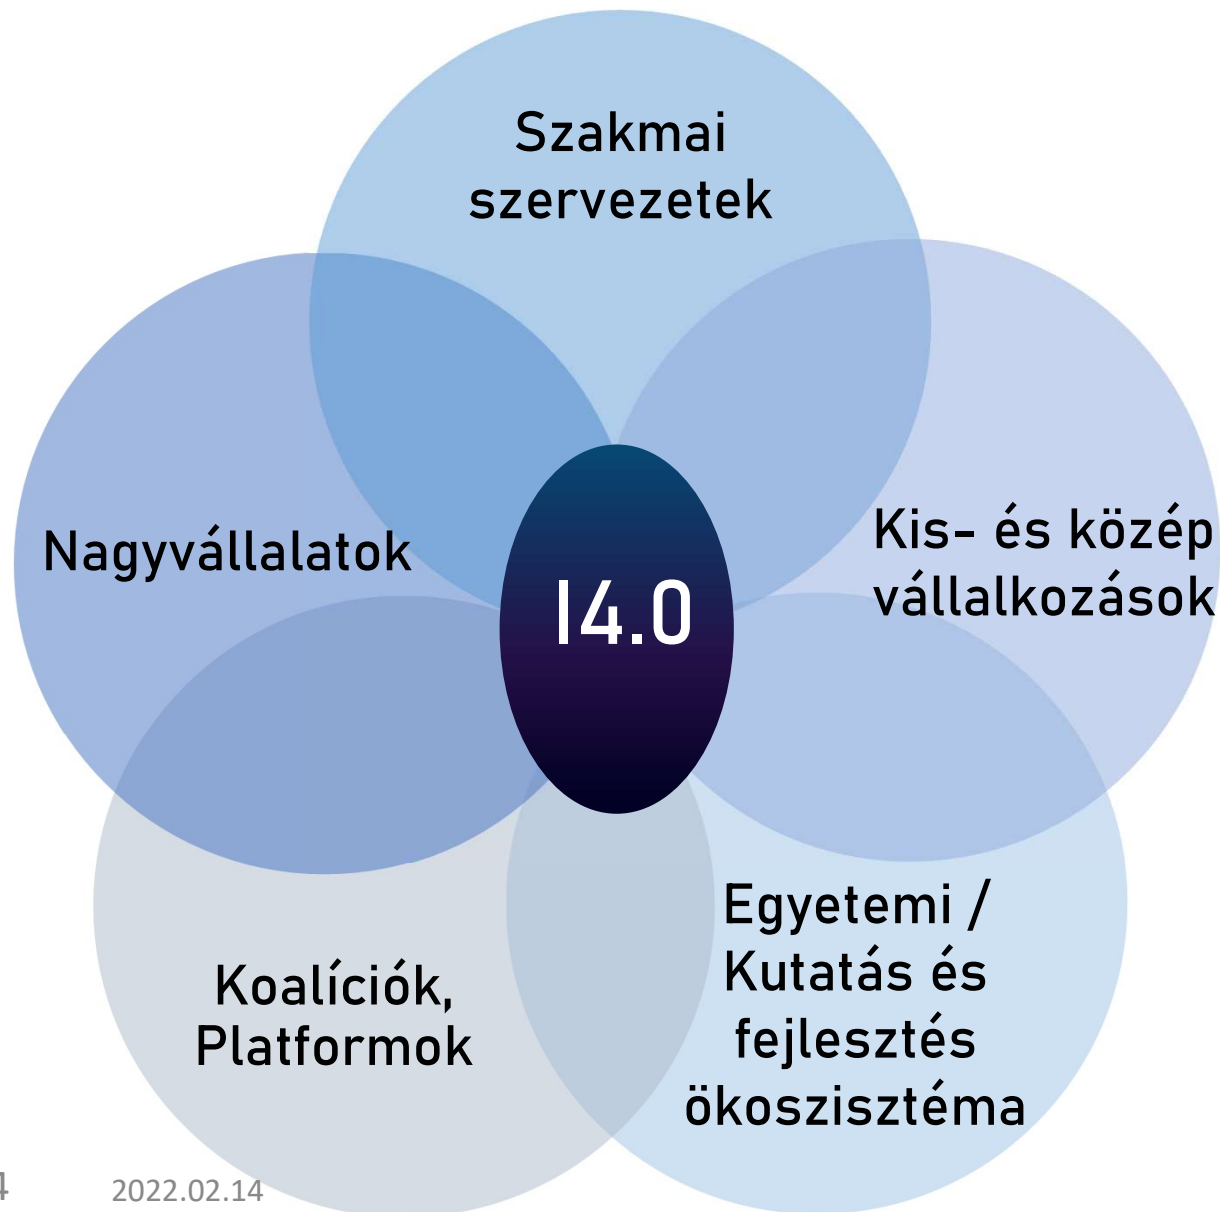 Szakmai
szervezetek
Nagyvállalatok
Kis- és közép
vállalkozások
I4.0
Koalíciók,
Platformok
Egyetemi /
Kutatás és
fejlesztés
ökoszisztéma
4
2022.02.14